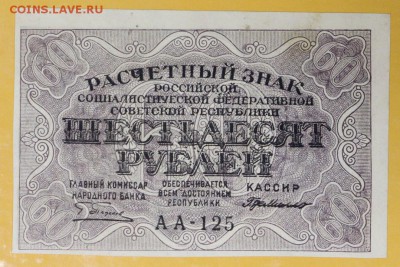 COINS.LAVE.RU
60 60
РАСЧЕТНЫЙ ЗНАК
РОССИЙСКОЙ
СОЦИАЛИСТИЧЕСКОЙ ФЕДЕРАТИВНОЙ
СОВЕТСКОЙ РЕСПУБЛИКИ
ШЕСТЬДЕСЯТ
РУБЛЕЙ
ГЛАВНЫЙ КОМИССАР ОБЕСПЕЧИВАЕТСЯ КАССИР
НАРОДНОГО БАНКА ВСЕМ ДОСТОЯНИЕМ
РЕСПУБЛИКИ
АА-125
60 60